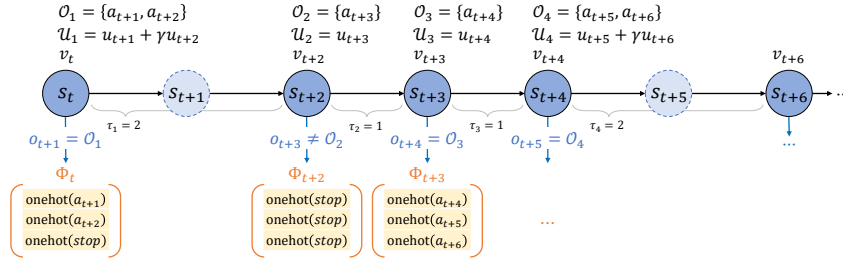 𝒪₁ = {aₜ₊₁, aₜ₊₂} 𝒪₂ = {aₜ₊₃} 𝒪₃ = {aₜ₊₄} 𝒪₄ = {aₜ₊₅, aₜ₊₆}
𝒰₁ = uₜ₊₁ + γuₜ₊₂ 𝒰₂ = uₜ₊₃ 𝒰₃ = uₜ₊₄ 𝒰₄ = uₜ₊₅ + γuₜ₊₆
vₜ vₜ₊₂ vₜ₊₃ vₜ₊₄ vₜ₊₆
sₜ sₜ₊₁ sₜ₊₂ sₜ₊₃ sₜ₊₄ sₜ₊₅ sₜ₊₆ ...
τ₁ = 2 τ₂ = 1 τ₃ = 1 τ₄ = 2
oₜ₊₁ = 𝒪₁ oₜ₊₃ ≠ 𝒪₂ oₜ₊₄ = 𝒪₃ oₜ₊₅ = 𝒪₄ ...
Φₜ Φₜ₊₂ Φₜ₊₃
onehot(aₜ₊₁) onehot(stop) onehot(aₜ₊₄)
onehot(aₜ₊₂) onehot(stop) onehot(aₜ₊₅) ...
onehot(stop) onehot(stop) onehot(aₜ₊₆)